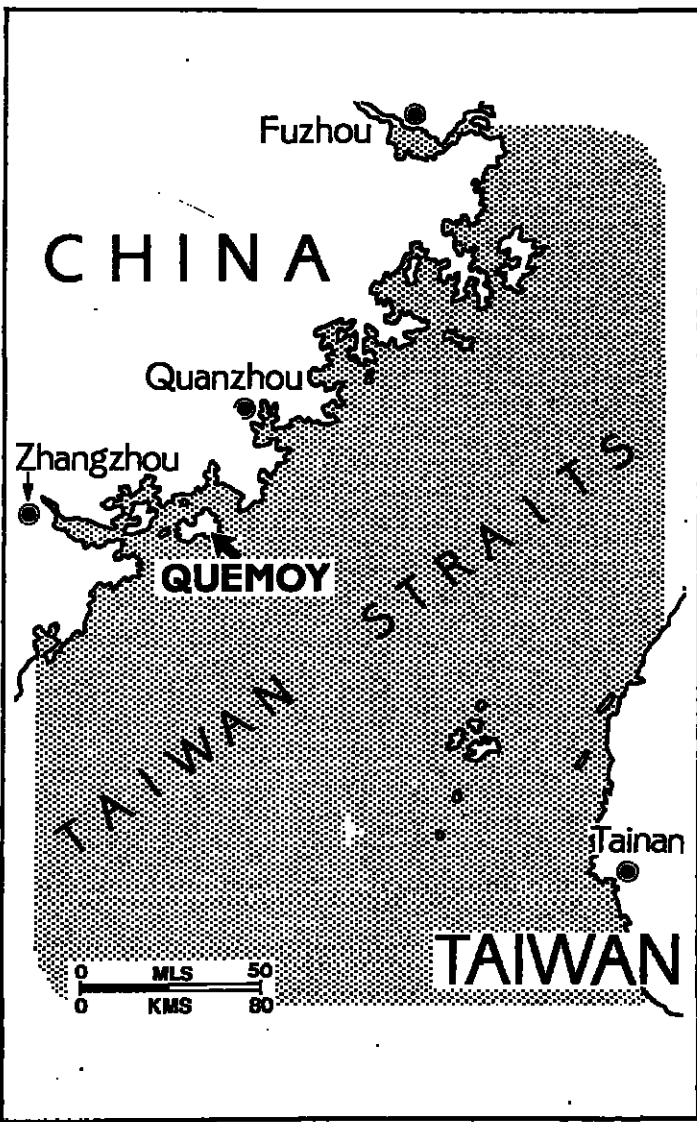 Fuzhou
CHINA
Quanzhou
Zhangzhou
QUEMOY
TAIWAN STRAITS
Tainan
TAIWAN
0 MLS 50
0 KMS 80